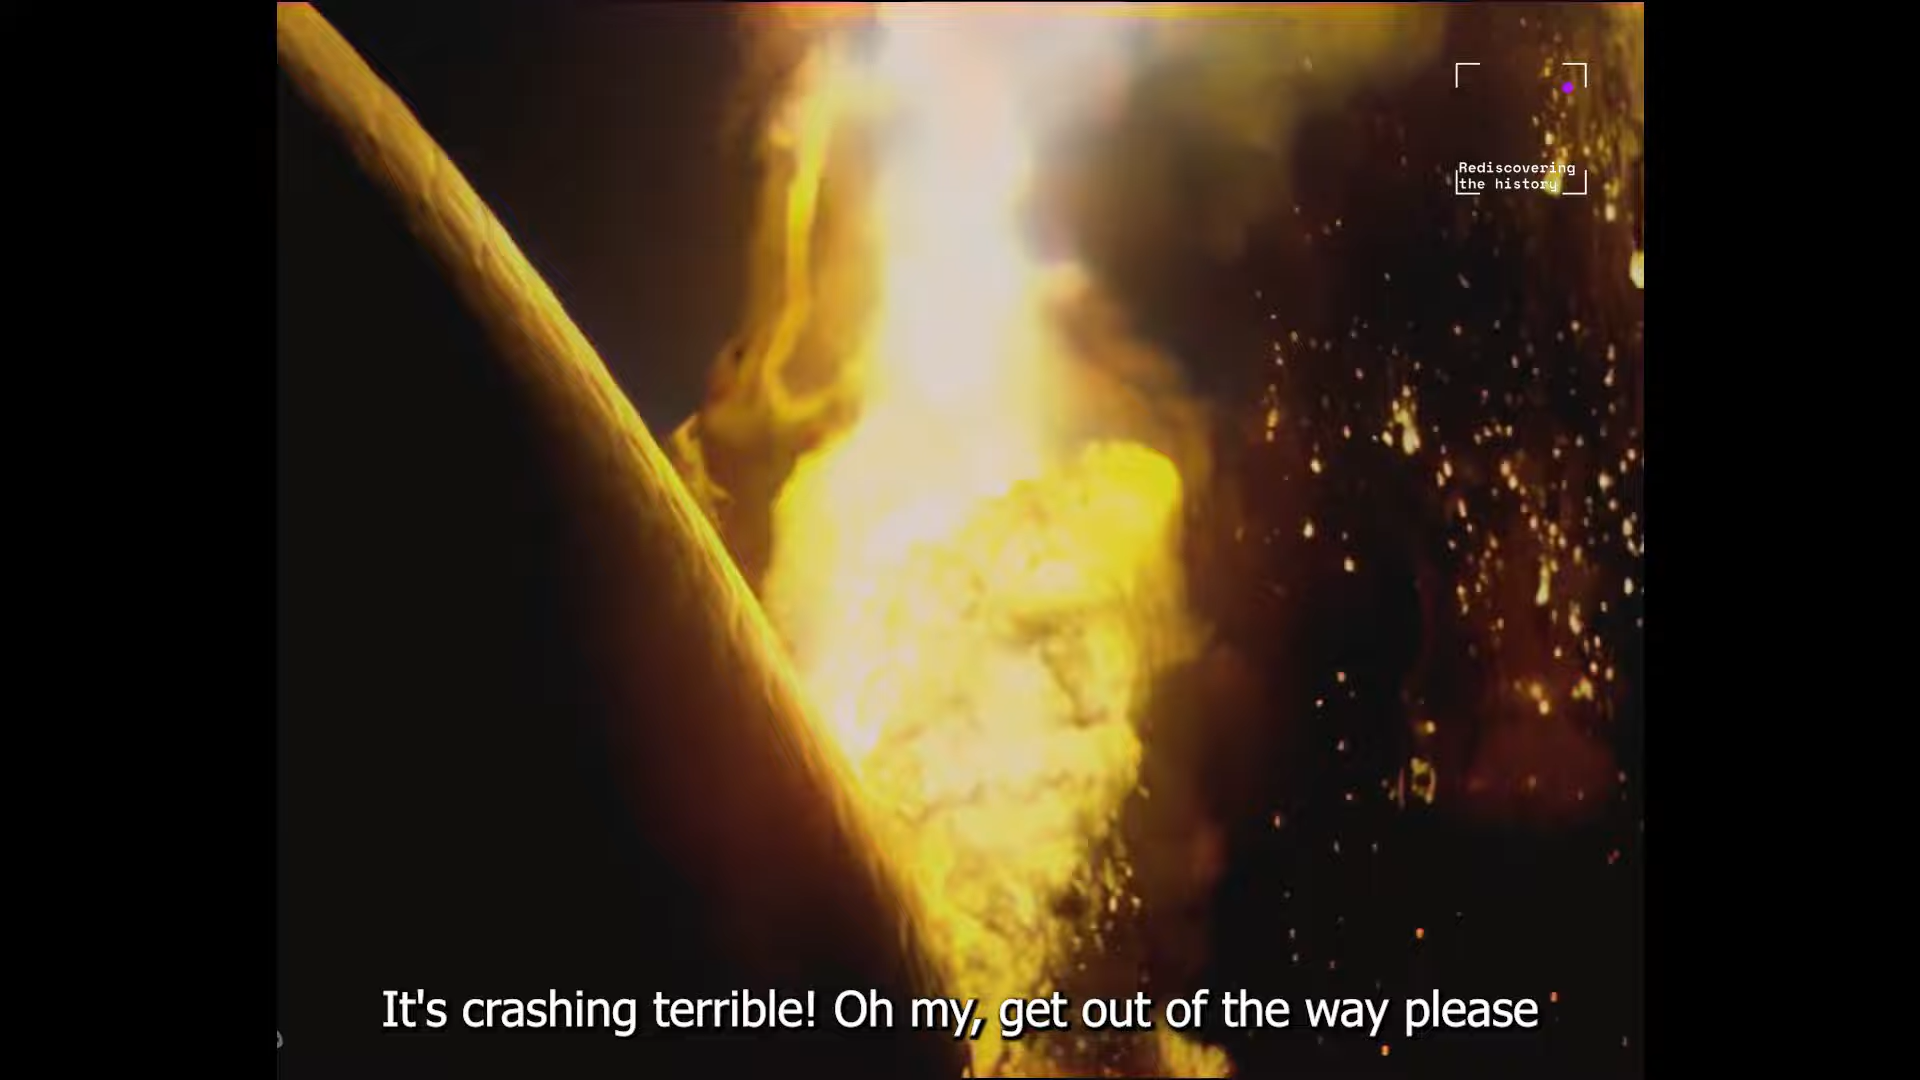 Rediscovering
the history
It's crashing terrible! Oh my, get out of the way please